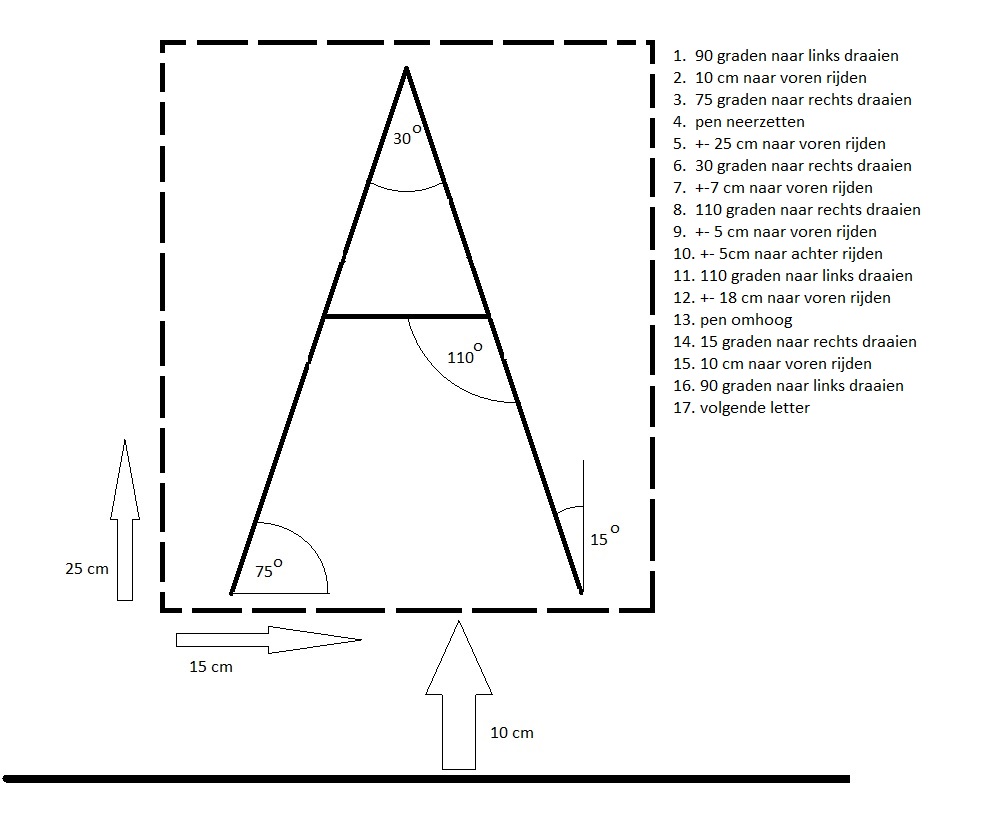 30°
110°
75°
15°
25 cm
15 cm
10 cm
1. 90 graden naar links draaien
2. 10 cm naar voren rijden
3. 75 graden naar rechts draaien
4. pen neerzetten
5. +- 25 cm naar voren rijden
6. 30 graden naar rechts draaien
7. +-7 cm naar voren rijden
8. 110 graden naar rechts draaien
9. +- 5 cm naar voren rijden
10. +- 5cm naar achter rijden
11. 110 graden naar links draaien
12. +- 18 cm naar voren rijden
13. pen omhoog
14. 15 graden naar rechts draaien
15. 10 cm naar voren rijden
16. 90 graden naar links draaien
17. volgende letter